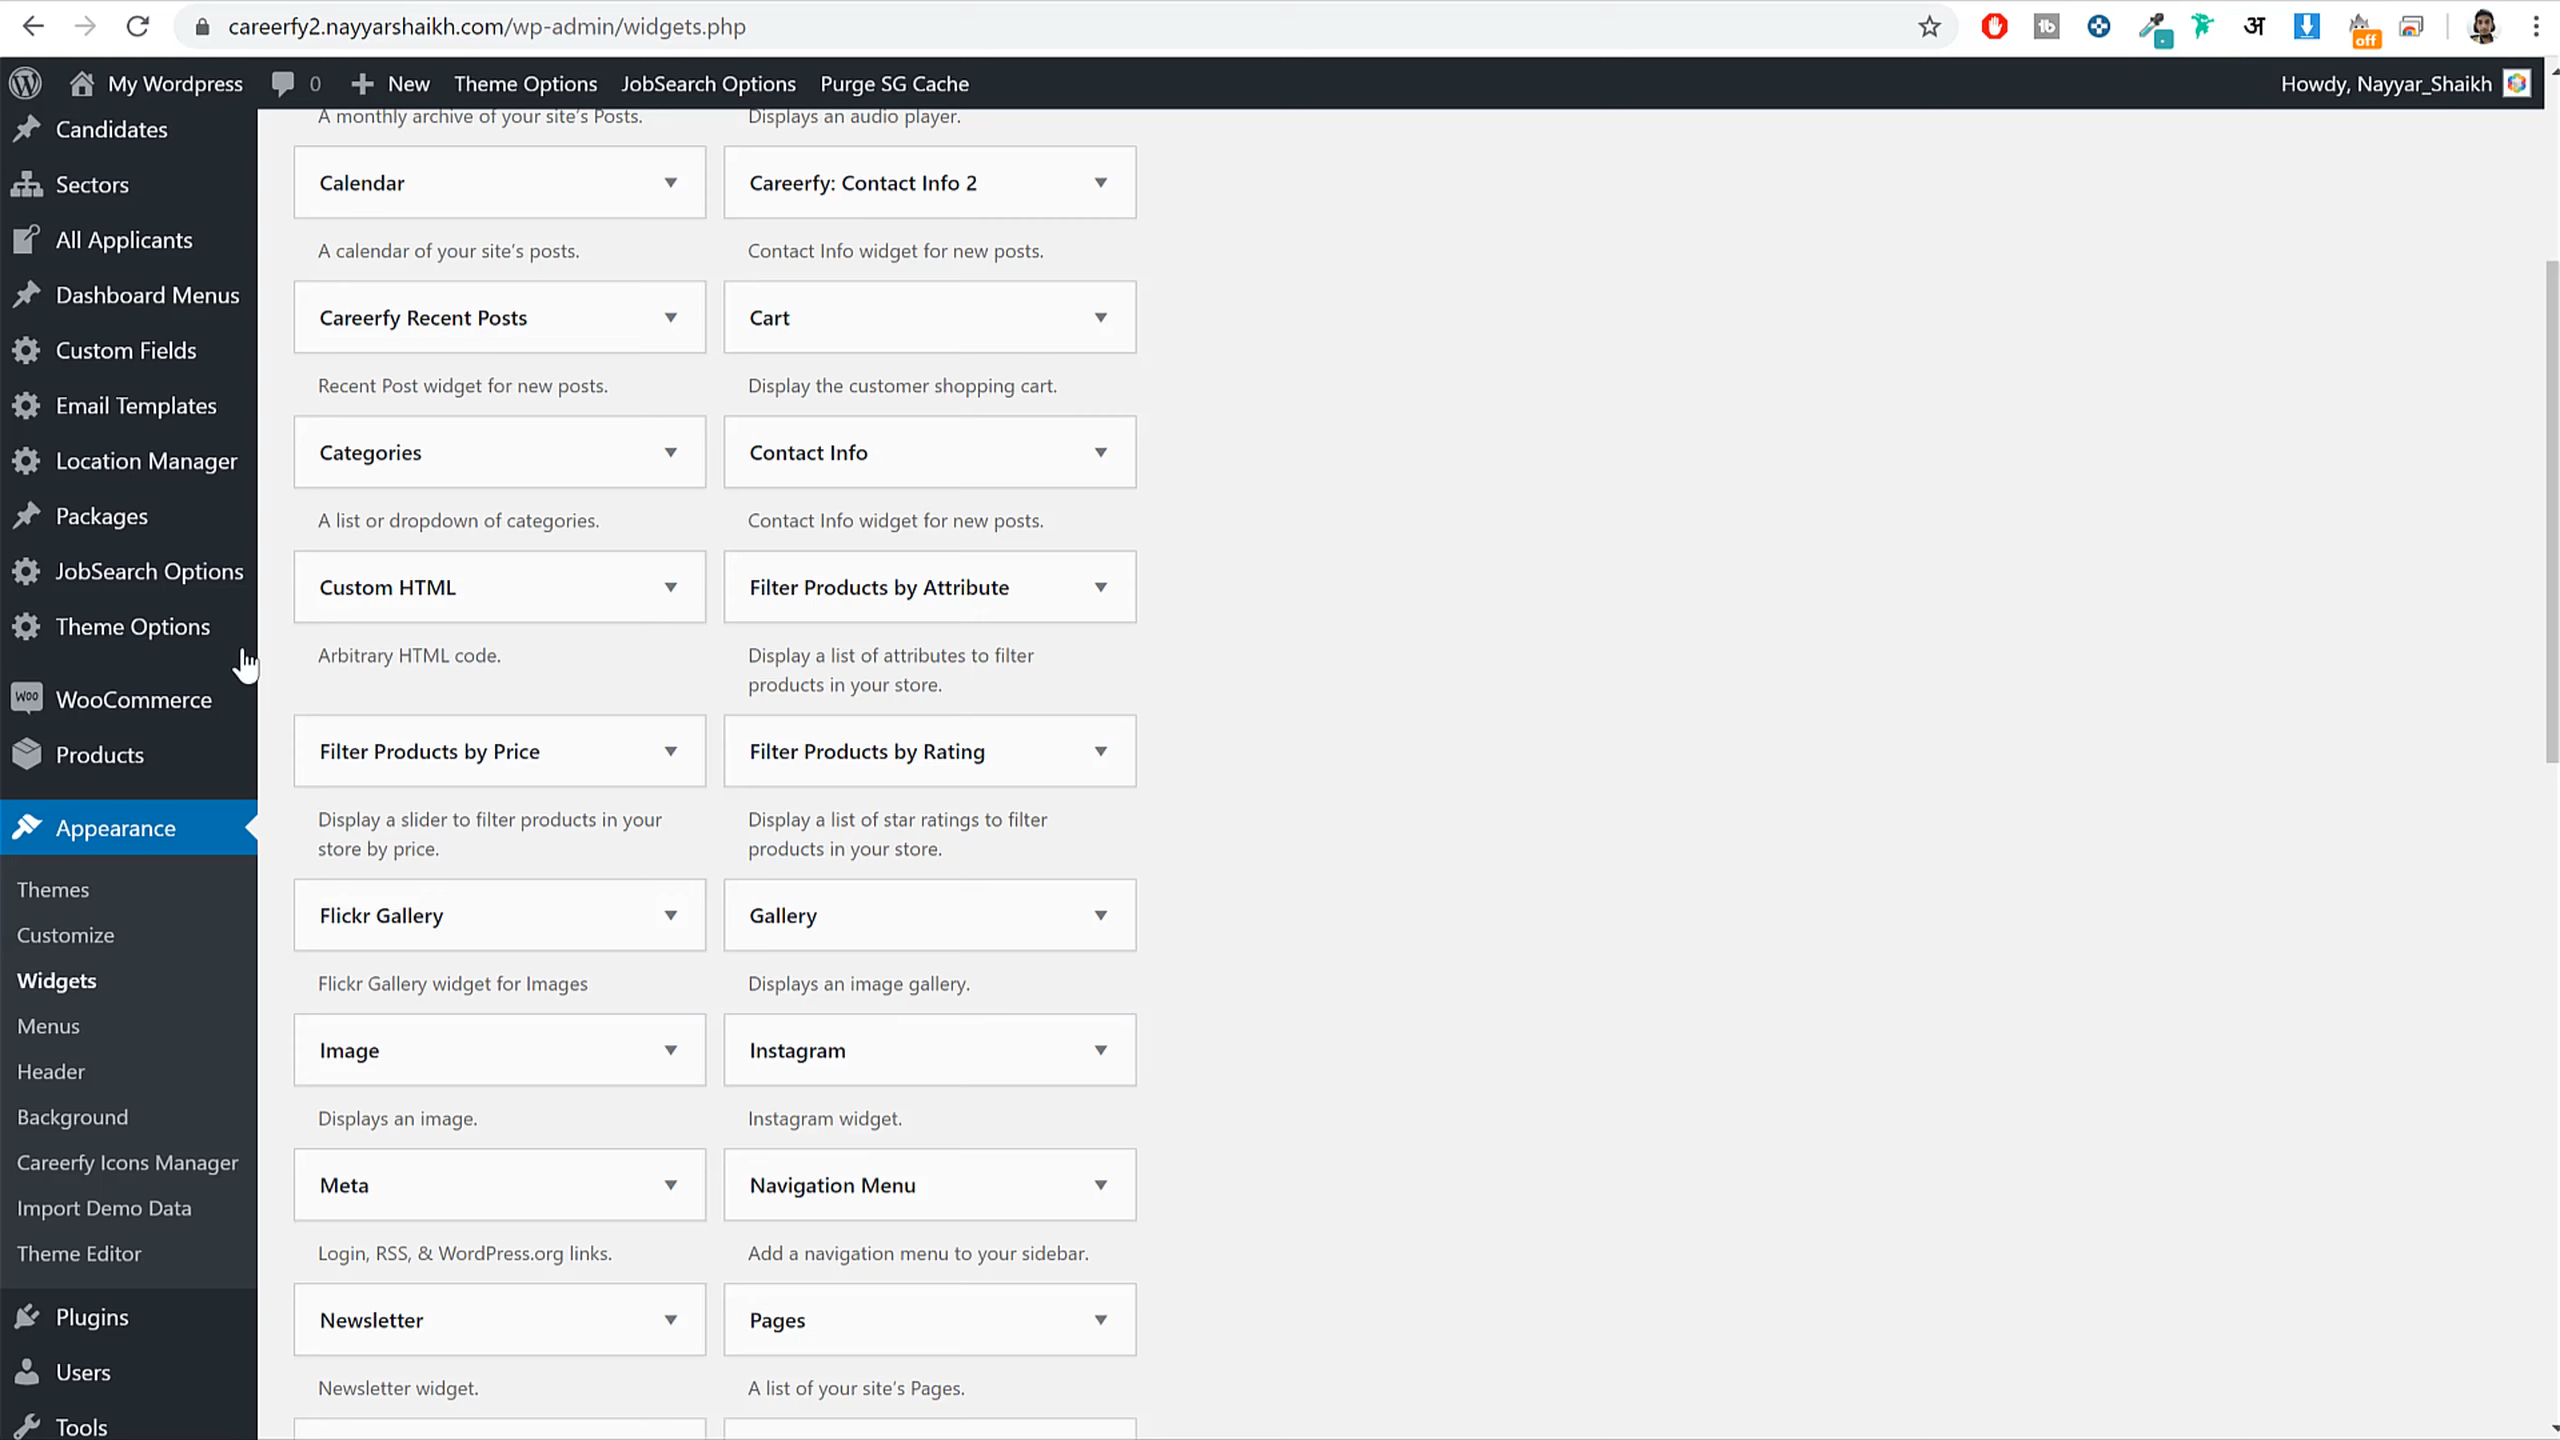 careerfy2.nayyarshaikh.com/wp-admin/widgets.php
off
My Wordpress
0
New
Theme Options
JobSearch Options
Purge SG Cache
Howdy, Nayyar_Shaikh
Candidates
Sectors
All Applicants
Dashboard Menus
Custom Fields
Email Templates
Location Manager
Packages
JobSearch Options
Theme Options
WOO
WooCommerce
Products
Appearance
Themes
Customize
Widgets
Menus
Header
Background
Careerfy Icons Manager
Import Demo Data
Theme Editor
Plugins
Users
Tools
A monthly archive of your site's Posts.
Displays an audio player.
Calendar
Careerfy: Contact Info 2
A calendar of your site's posts.
Contact Info widget for new posts.
Careerfy Recent Posts
Cart
Recent Post widget for new posts.
Display the customer shopping cart.
Categories
Contact Info
A list or dropdown of categories.
Contact Info widget for new posts.
Custom HTML
Filter Products by Attribute
Arbitrary HTML code.
Display a list of attributes to filter
products in your store.
Filter Products by Price
Filter Products by Rating
Display a slider to filter products in your
store by price.
Display a list of star ratings to filter
products in your store.
Flickr Gallery
Gallery
Flickr Gallery widget for Images
Displays an image gallery.
Image
Instagram
Displays an image.
Instagram widget.
Meta
Navigation Menu
Login, RSS, & WordPress.org links.
Add a navigation menu to your sidebar.
Newsletter
Pages
Newsletter widget.
A list of your site's Pages.
अ
tb